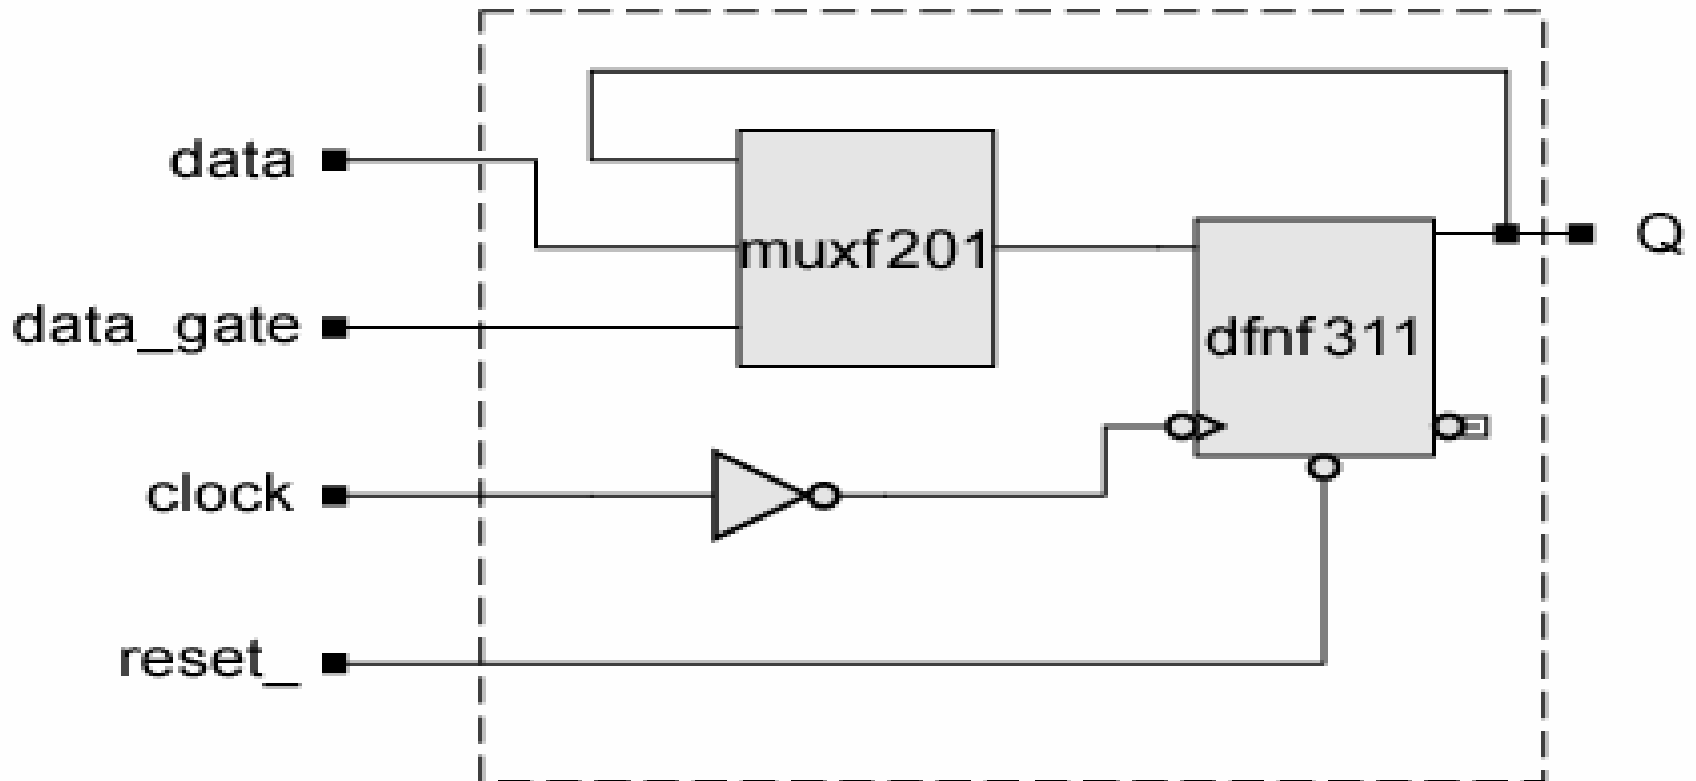 data
muxf201
Q
data_gate
dfnf311
clock
reset_